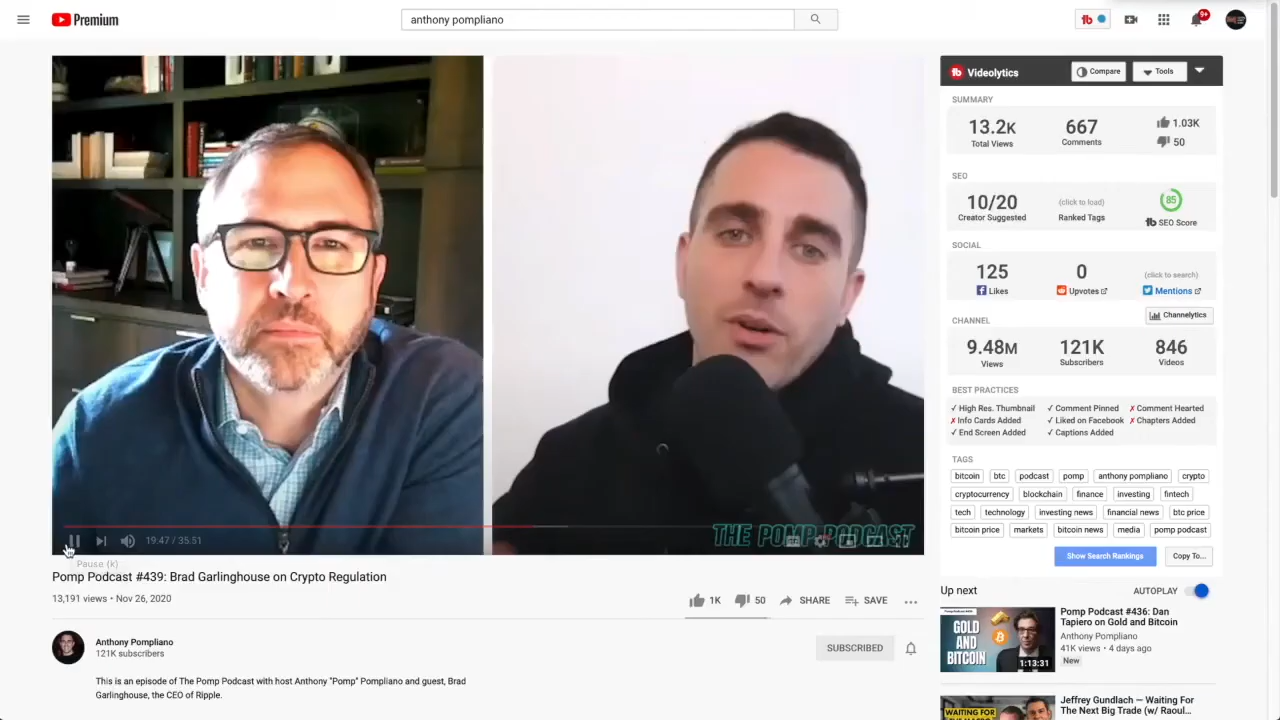 Premium
anthony pompliano
9+
THE POMP PODCAST
19:47 / 35:51
Pause (k)
Pomp Podcast #439: Brad Garlinghouse on Crypto Regulation
13,191 views • Nov 26, 2020
1K
50
SHARE
SAVE
Anthony Pompliano
121K subscribers
SUBSCRIBED
This is an episode of The Pomp Podcast with host Anthony "Pomp" Pompliano and guest, Brad
Garlinghouse, the CEO of Ripple.
tb
Videolytics
Compare
Tools
SUMMARY
13.2K
Total Views
667
Comments
1.03K
50
SEO
10/20
Creator Suggested
(click to load)
Ranked Tags
85
tb SEO Score
SOCIAL
125
Likes
0
Upvotes
(click to search)
Mentions
CHANNEL
Channelytics
9.48M
Views
121K
Subscribers
846
Videos
BEST PRACTICES
✓ High Res. Thumbnail ✓ Comment Pinned ✗ Comment Hearted
✗ Info Cards Added ✓ Liked on Facebook ✗ Chapters Added
✓ End Screen Added ✓ Captions Added
TAGS
bitcoin btc podcast pomp anthony pompliano crypto
cryptocurrency blockchain finance investing fintech
tech technology investing news financial news btc price
bitcoin price markets bitcoin news media pomp podcast
Show Search Rankings
Copy To...
Up next
AUTOPLAY
GOLD
AND
BITCOIN
1:13:31
Pomp Podcast #436: Dan
Tapiero on Gold and Bitcoin
Anthony Pompliano
41K views • 4 days ago
New
WAITING FOR
Jeffrey Gundlach — Waiting For
The Next Big Trade (w/ Raoul...